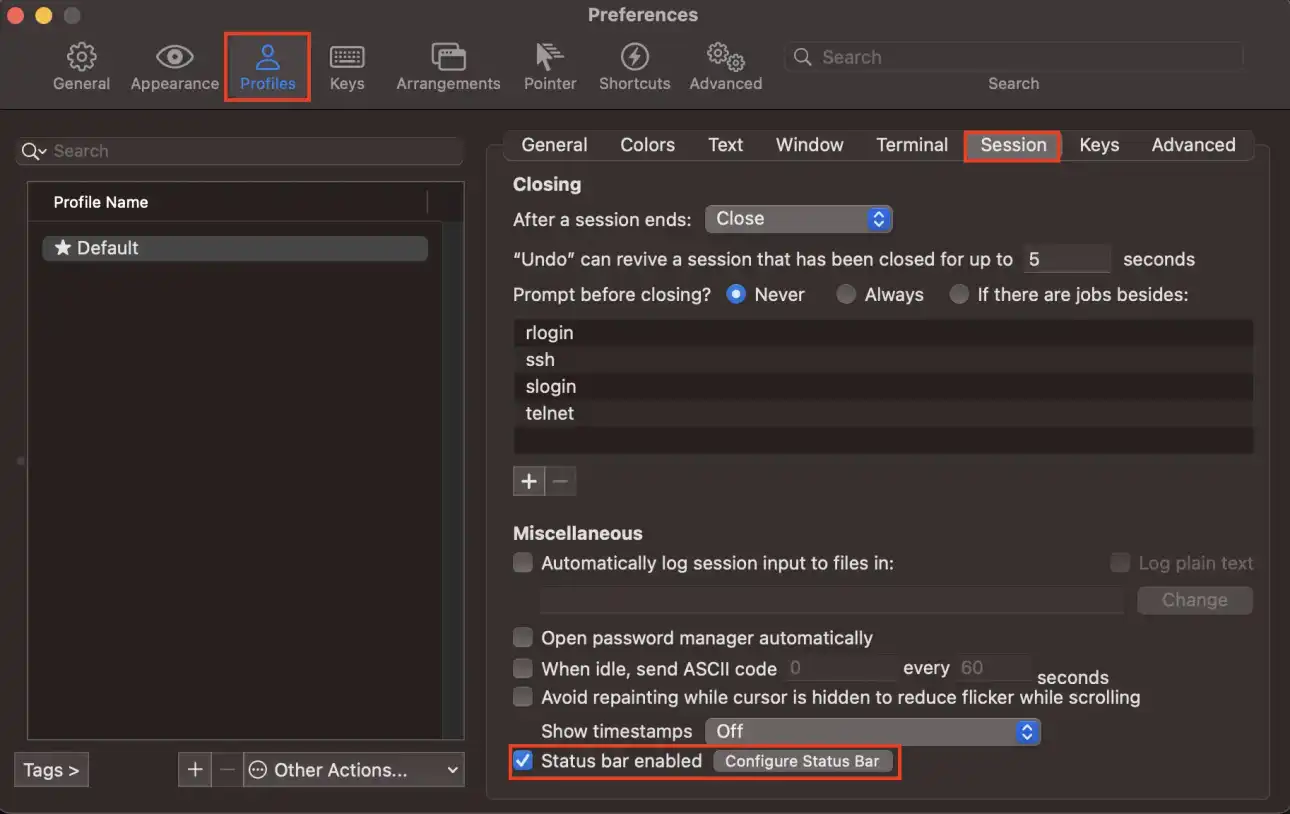 Preferences
General Appearance Profiles Keys Arrangements Pointer Shortcuts Advanced Search
Search
Search
Profile Name
Default
Tags >
+ − Other Actions...
General Colors Text Window Terminal Session Keys Advanced
Closing
After a session ends: Close
“Undo” can revive a session that has been closed for up to 5 seconds
Prompt before closing? Never Always If there are jobs besides:
rlogin
ssh
slogin
telnet
+ −
Miscellaneous
Automatically log session input to files in: Log plain text
Change
Open password manager automatically
When idle, send ASCII code 0 every 60 seconds
Avoid repainting while cursor is hidden to reduce flicker while scrolling
Show timestamps Off
Status bar enabled Configure Status Bar